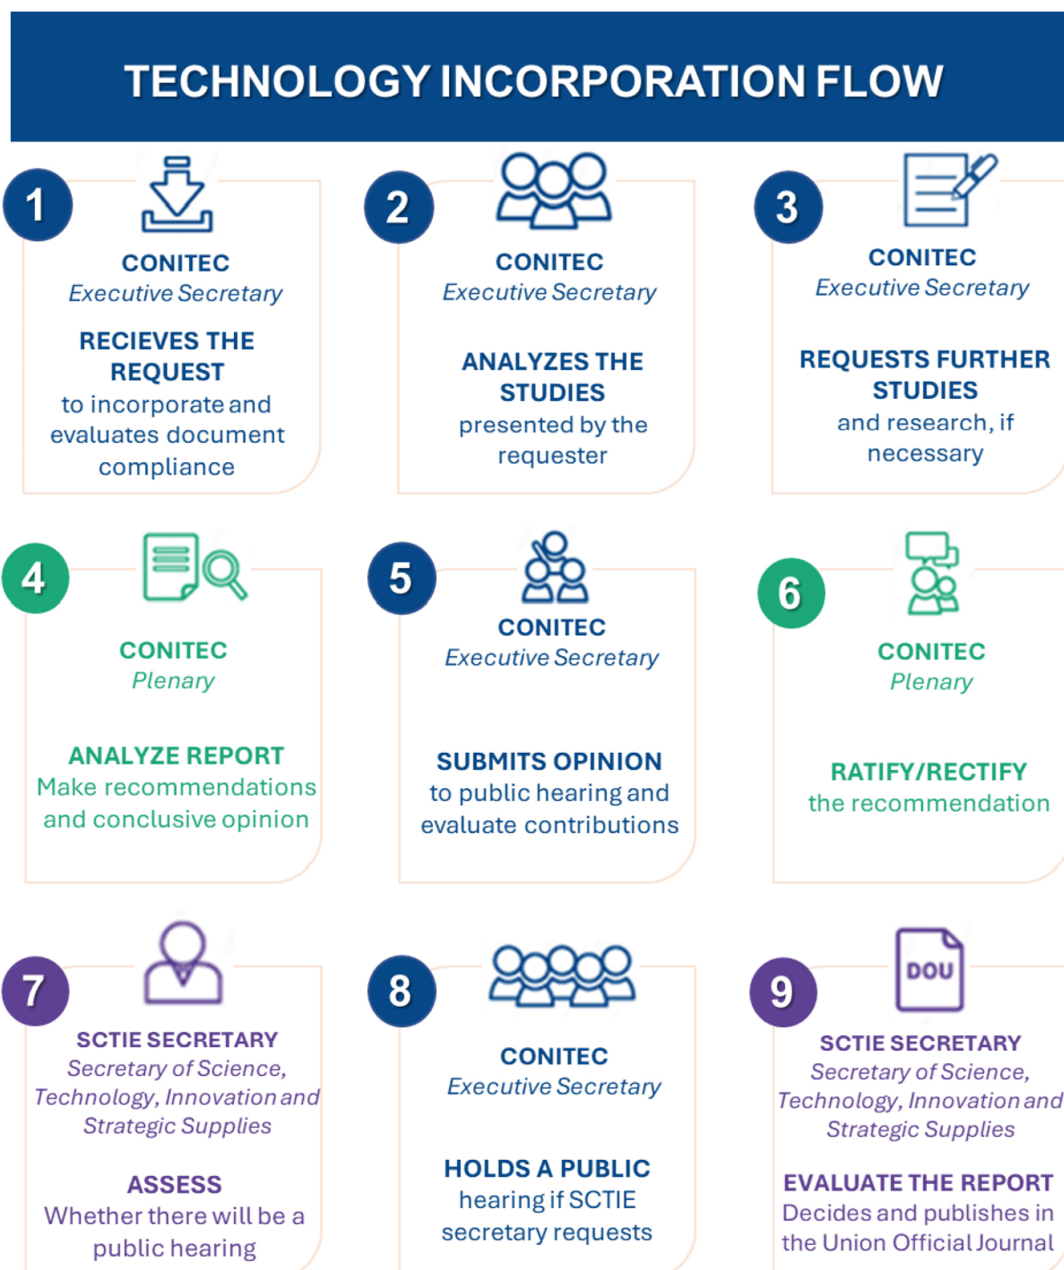 TECHNOLOGY INCORPORATION FLOW
1
CONITEC
Executive Secretary
RECIEVES THE
REQUEST
to incorporate and
evaluates document
compliance
2
CONITEC
Executive Secretary
ANALYZES THE
STUDIES
presented by the
requester
3
CONITEC
Executive Secretary
REQUESTS FURTHER
STUDIES
and research, if
necessary
4
CONITEC
Plenary
ANALYZE REPORT
Make recommendations
and conclusive opinion
5
CONITEC
Executive Secretary
SUBMITS OPINION
to public hearing and
evaluate contributions
6
CONITEC
Plenary
RATIFY/RECTIFY
the recommendation
7
SCTIE SECRETARY
Secretary of Science,
Technology, Innovation and
Strategic Supplies
ASSESS
Whether there will be a
public hearing
8
CONITEC
Executive Secretary
HOLDS A PUBLIC
hearing if SCTIE
secretary requests
9
DOU
SCTIE SECRETARY
Secretary of Science,
Technology, Innovation and
Strategic Supplies
EVALUATE THE REPORT
Decides and publishes in
the Union Official Journal